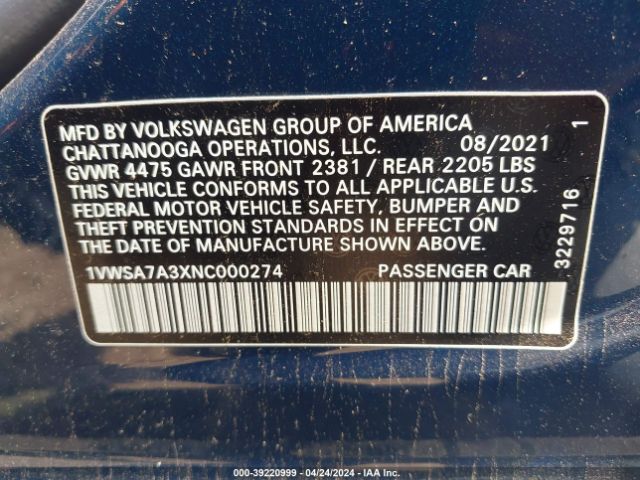 MFD BY VOLKSWAGEN GROUP OF AMERICA
CHATTANOOGA OPERATIONS, LLC. 08/2021
GVWR 4475 GAWR FRONT 2381 / REAR 2205 LBS
THIS VEHICLE CONFORMS TO ALL APPLICABLE U.S.
FEDERAL MOTOR VEHICLE SAFETY, BUMPER AND
THEFT PREVENTION STANDARDS IN EFFECT ON
THE DATE OF MANUFACTURE SHOWN ABOVE.
1VWSA7A3XNC000274 PASSENGER CAR
3229716 1
000-39220999 - 04/24/2024 - IAA Inc.